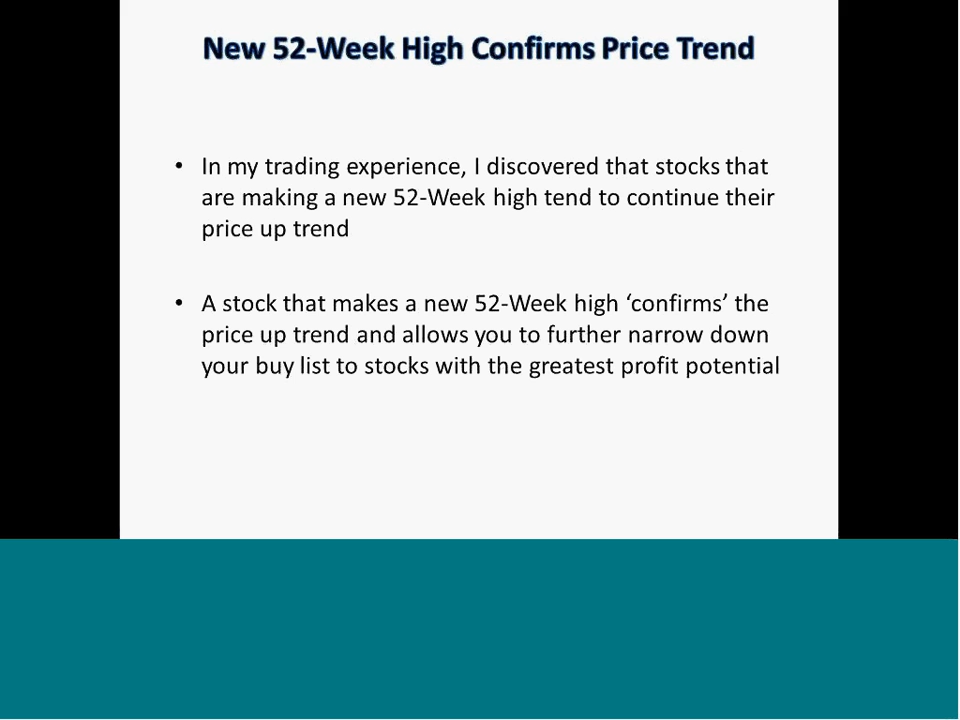 New 52-Week High Confirms Price Trend
• In my trading experience, I discovered that stocks that
are making a new 52-Week high tend to continue their
price up trend
• A stock that makes a new 52-Week high ‘confirms’ the
price up trend and allows you to further narrow down
your buy list to stocks with the greatest profit potential